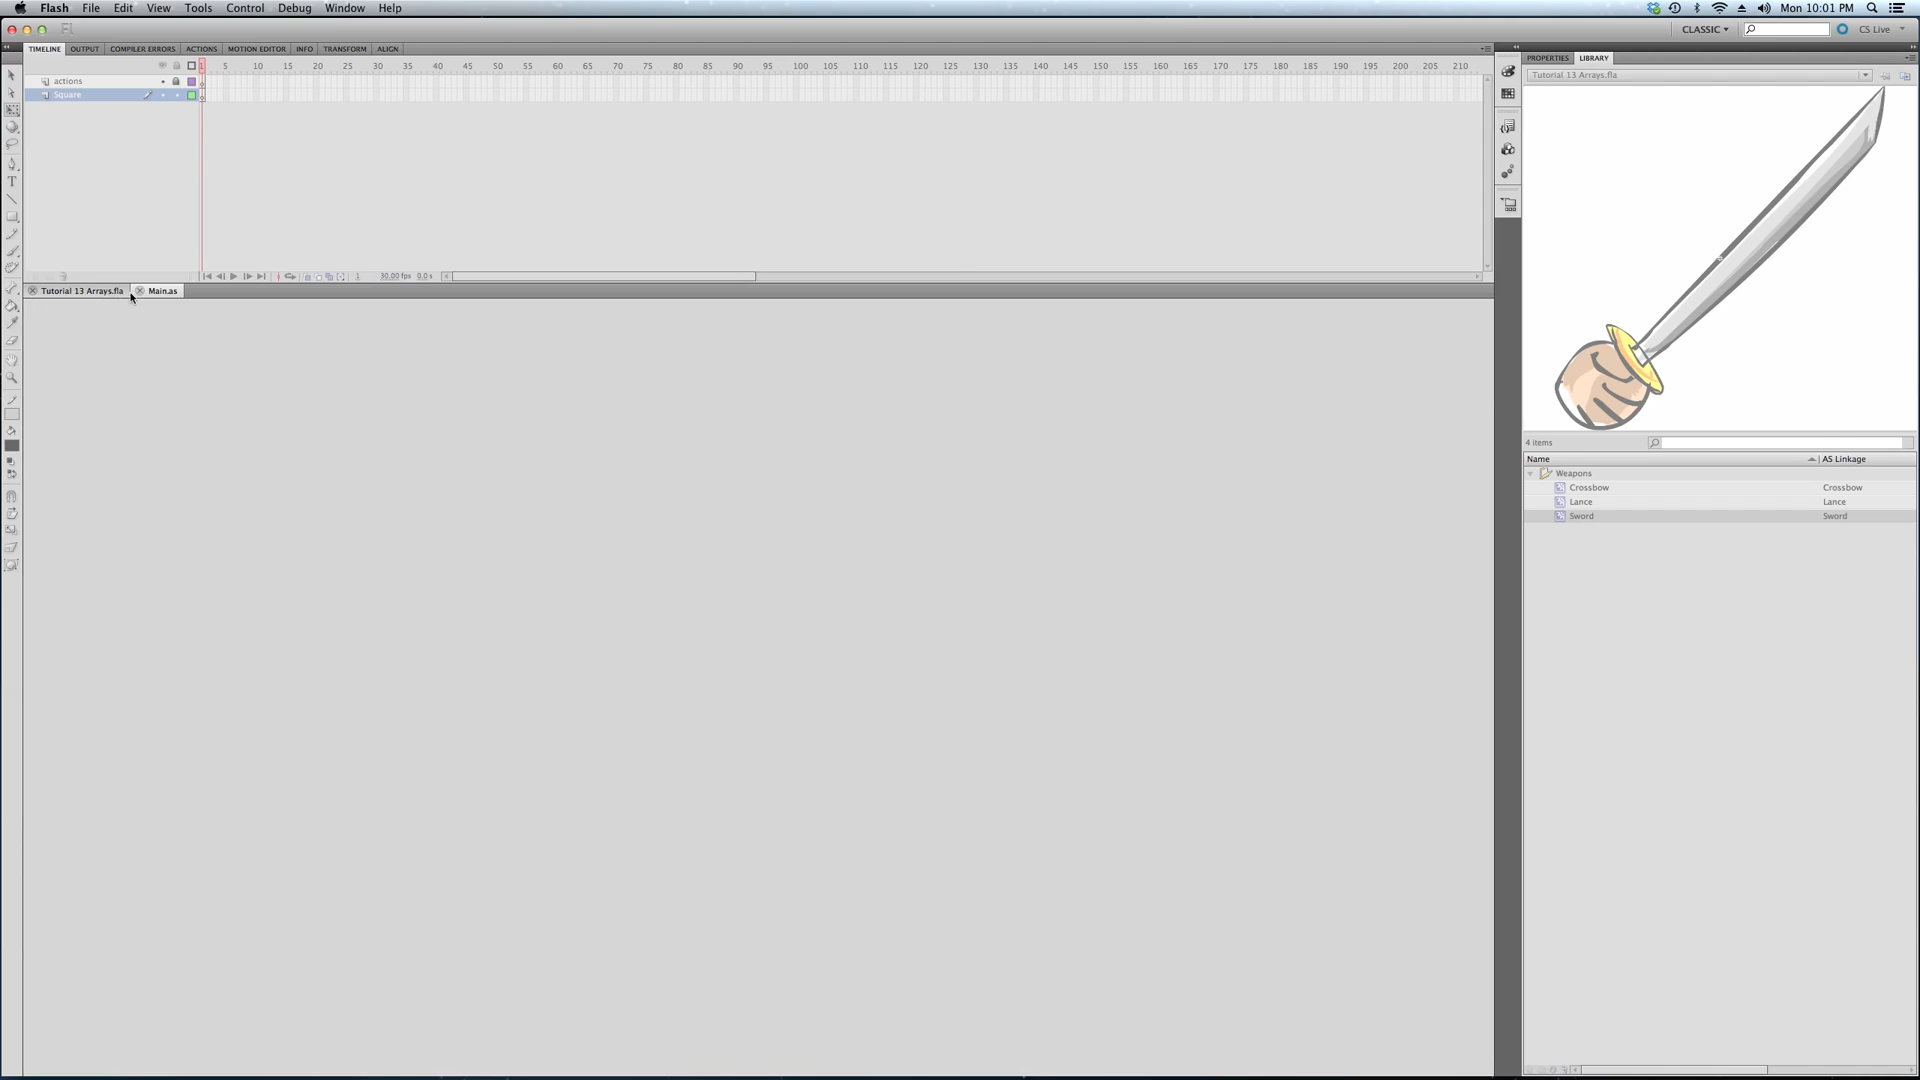 Flash File Edit View Tools Control Debug Window Help Mon 10:01 PM
Fl CLASSIC CS Live
TIMELINE OUTPUT COMPILER ERRORS ACTIONS MOTION EDITOR INFO TRANSFORM ALIGN
PROPERTIES LIBRARY
1 5 10 15 20 25 30 35 40 45 50 55 60 65 70 75 80 85 90 95 100 105 110 115 120 125 130 135 140 145 150 155 160 165 170 175 180 185 190 195 200 205 210
Tutorial 13 Arrays.fla
actions
Square
1 30.00 fps 0.0 s
Tutorial 13 Arrays.fla Main.as
4 items
Name AS Linkage
Weapons
Crossbow Crossbow
Lance Lance
Sword Sword